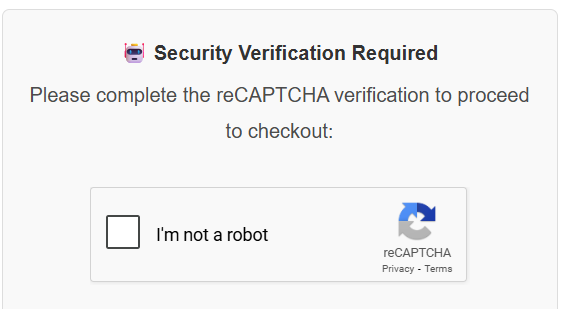 Security Verification Required
Please complete the reCAPTCHA verification to proceed
to checkout:
I'm not a robot
reCAPTCHA
Privacy - Terms